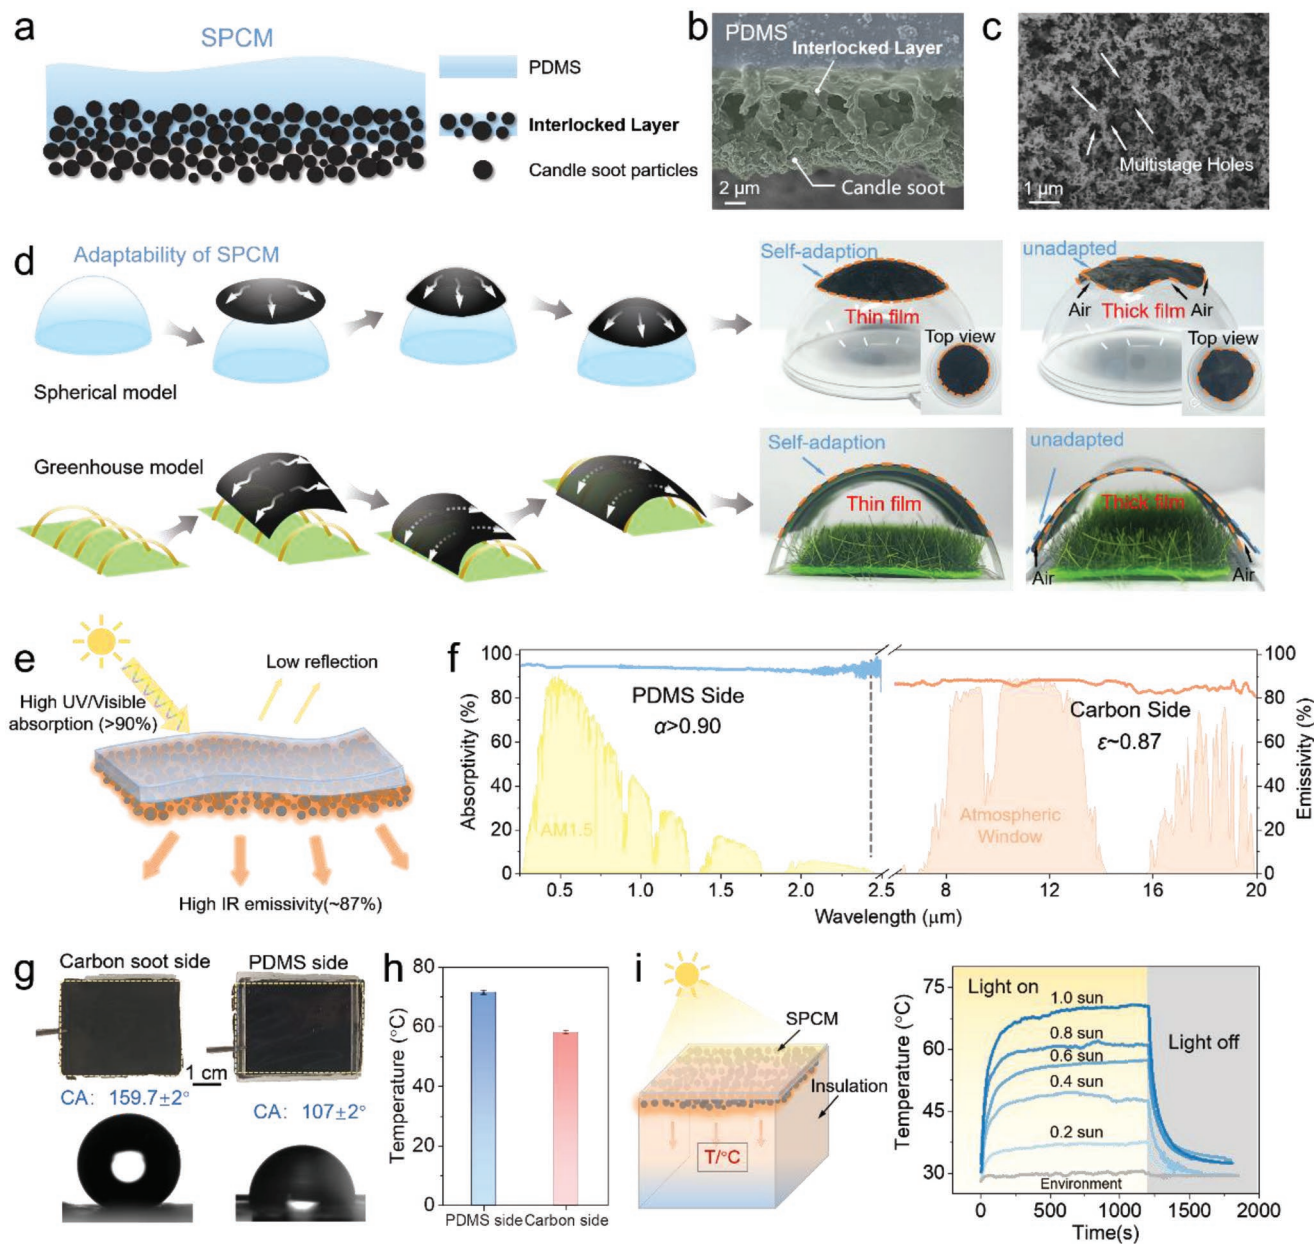 a
SPCM
PDMS
Interlocked Layer
Candle soot particles
b
PDMS
Interlocked Layer
Candle soot
2 μm
c
Multistage Holes
1 μm
d
Adaptability of SPCM
Spherical model
Self-adaption
Thin film
Top view
unadapted
Air
Thick film
Air
Top view
Greenhouse model
Self-adaption
Thin film
unadapted
Thick film
Air
Air
e
Low reflection
High UV/Visible
absorption (>90%)
High IR emissivity(~87%)
f
100
80
60
40
20
0
Absorptivity (%)
PDMS Side
α>0.90
AM1.5
Carbon Side
ε~0.87
Atmospheric
Window
100
80
60
40
20
0
Emissivity (%)
0.5
1.0
1.5
2.0
2.5
8
12
16
20
Wavelength (μm)
g
Carbon soot side
PDMS side
1 cm
CA: 159.7±2°
CA: 107±2°
h
80
60
40
20
0
Temperature (°C)
PDMS side
Carbon side
i
SPCM
Insulation
T/°C
75
60
45
30
Temperature (°C)
Light on
Light off
1.0 sun
0.8 sun
0.6 sun
0.4 sun
0.2 sun
Environment
0
500
1000
1500
2000
Time(s)